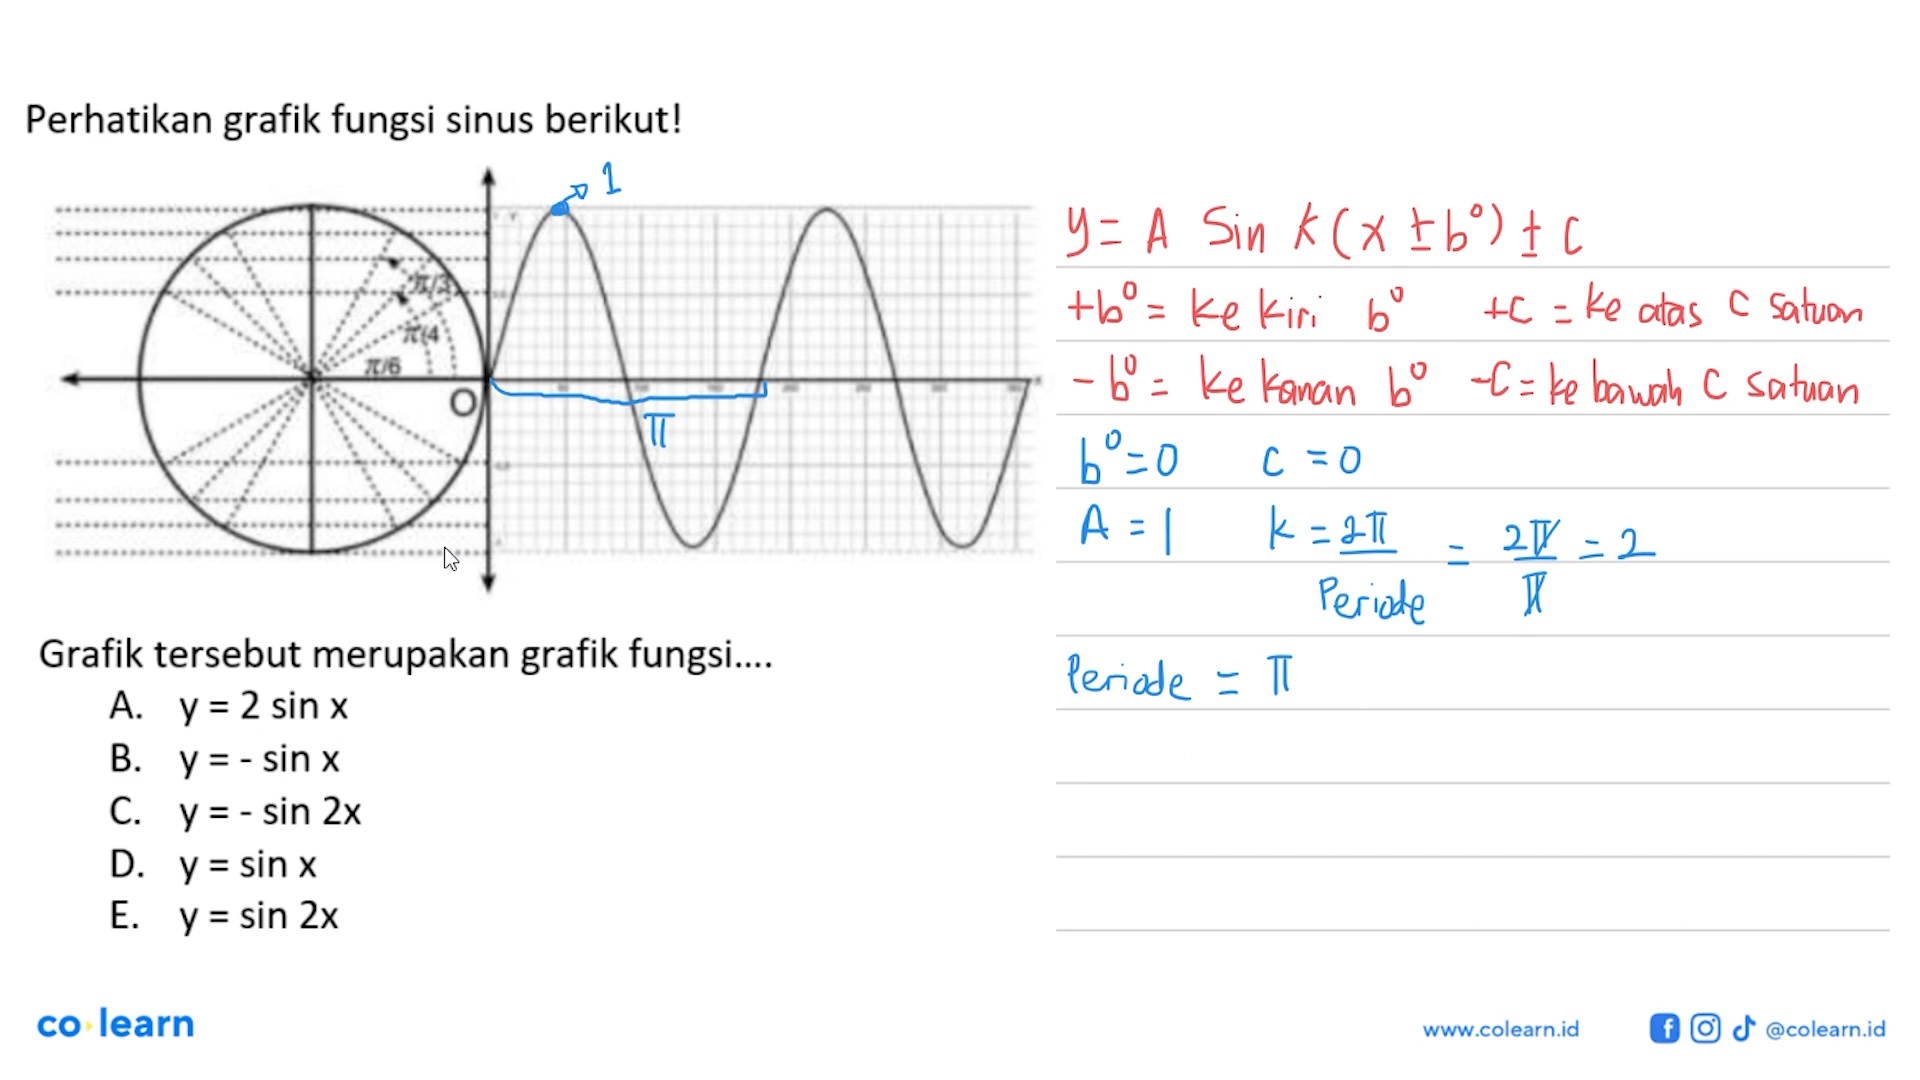 Perhatikan grafik fungsi sinus berikut!
1
π/3
π/4
π/6
O
π
y = A Sin k(x ± b°) ± C
+b° = ke kiri b° +C = ke atas C satuan
-b° = ke kanan b° -C = ke bawah C satuan
b° = 0 C = 0
A = 1 k = 2π / Periode = 2π / π = 2
Periode = π
Grafik tersebut merupakan grafik fungsi....
A. y = 2 sin x
B. y = - sin x
C. y = - sin 2x
D. y = sin x
E. y = sin 2x
co learn
www.colearn.id
@colearn.id